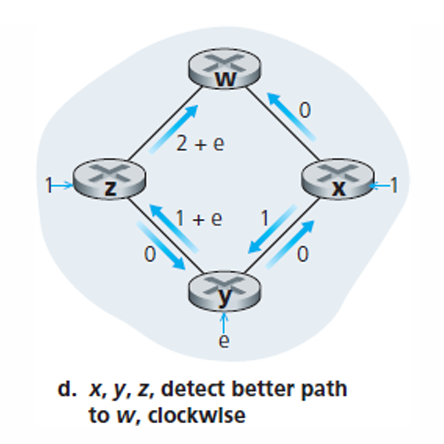 w
0
2 + e
1
z
x
1
1 + e
1
0
0
y
e
d. x, y, z, detect better path
to w, clockwise